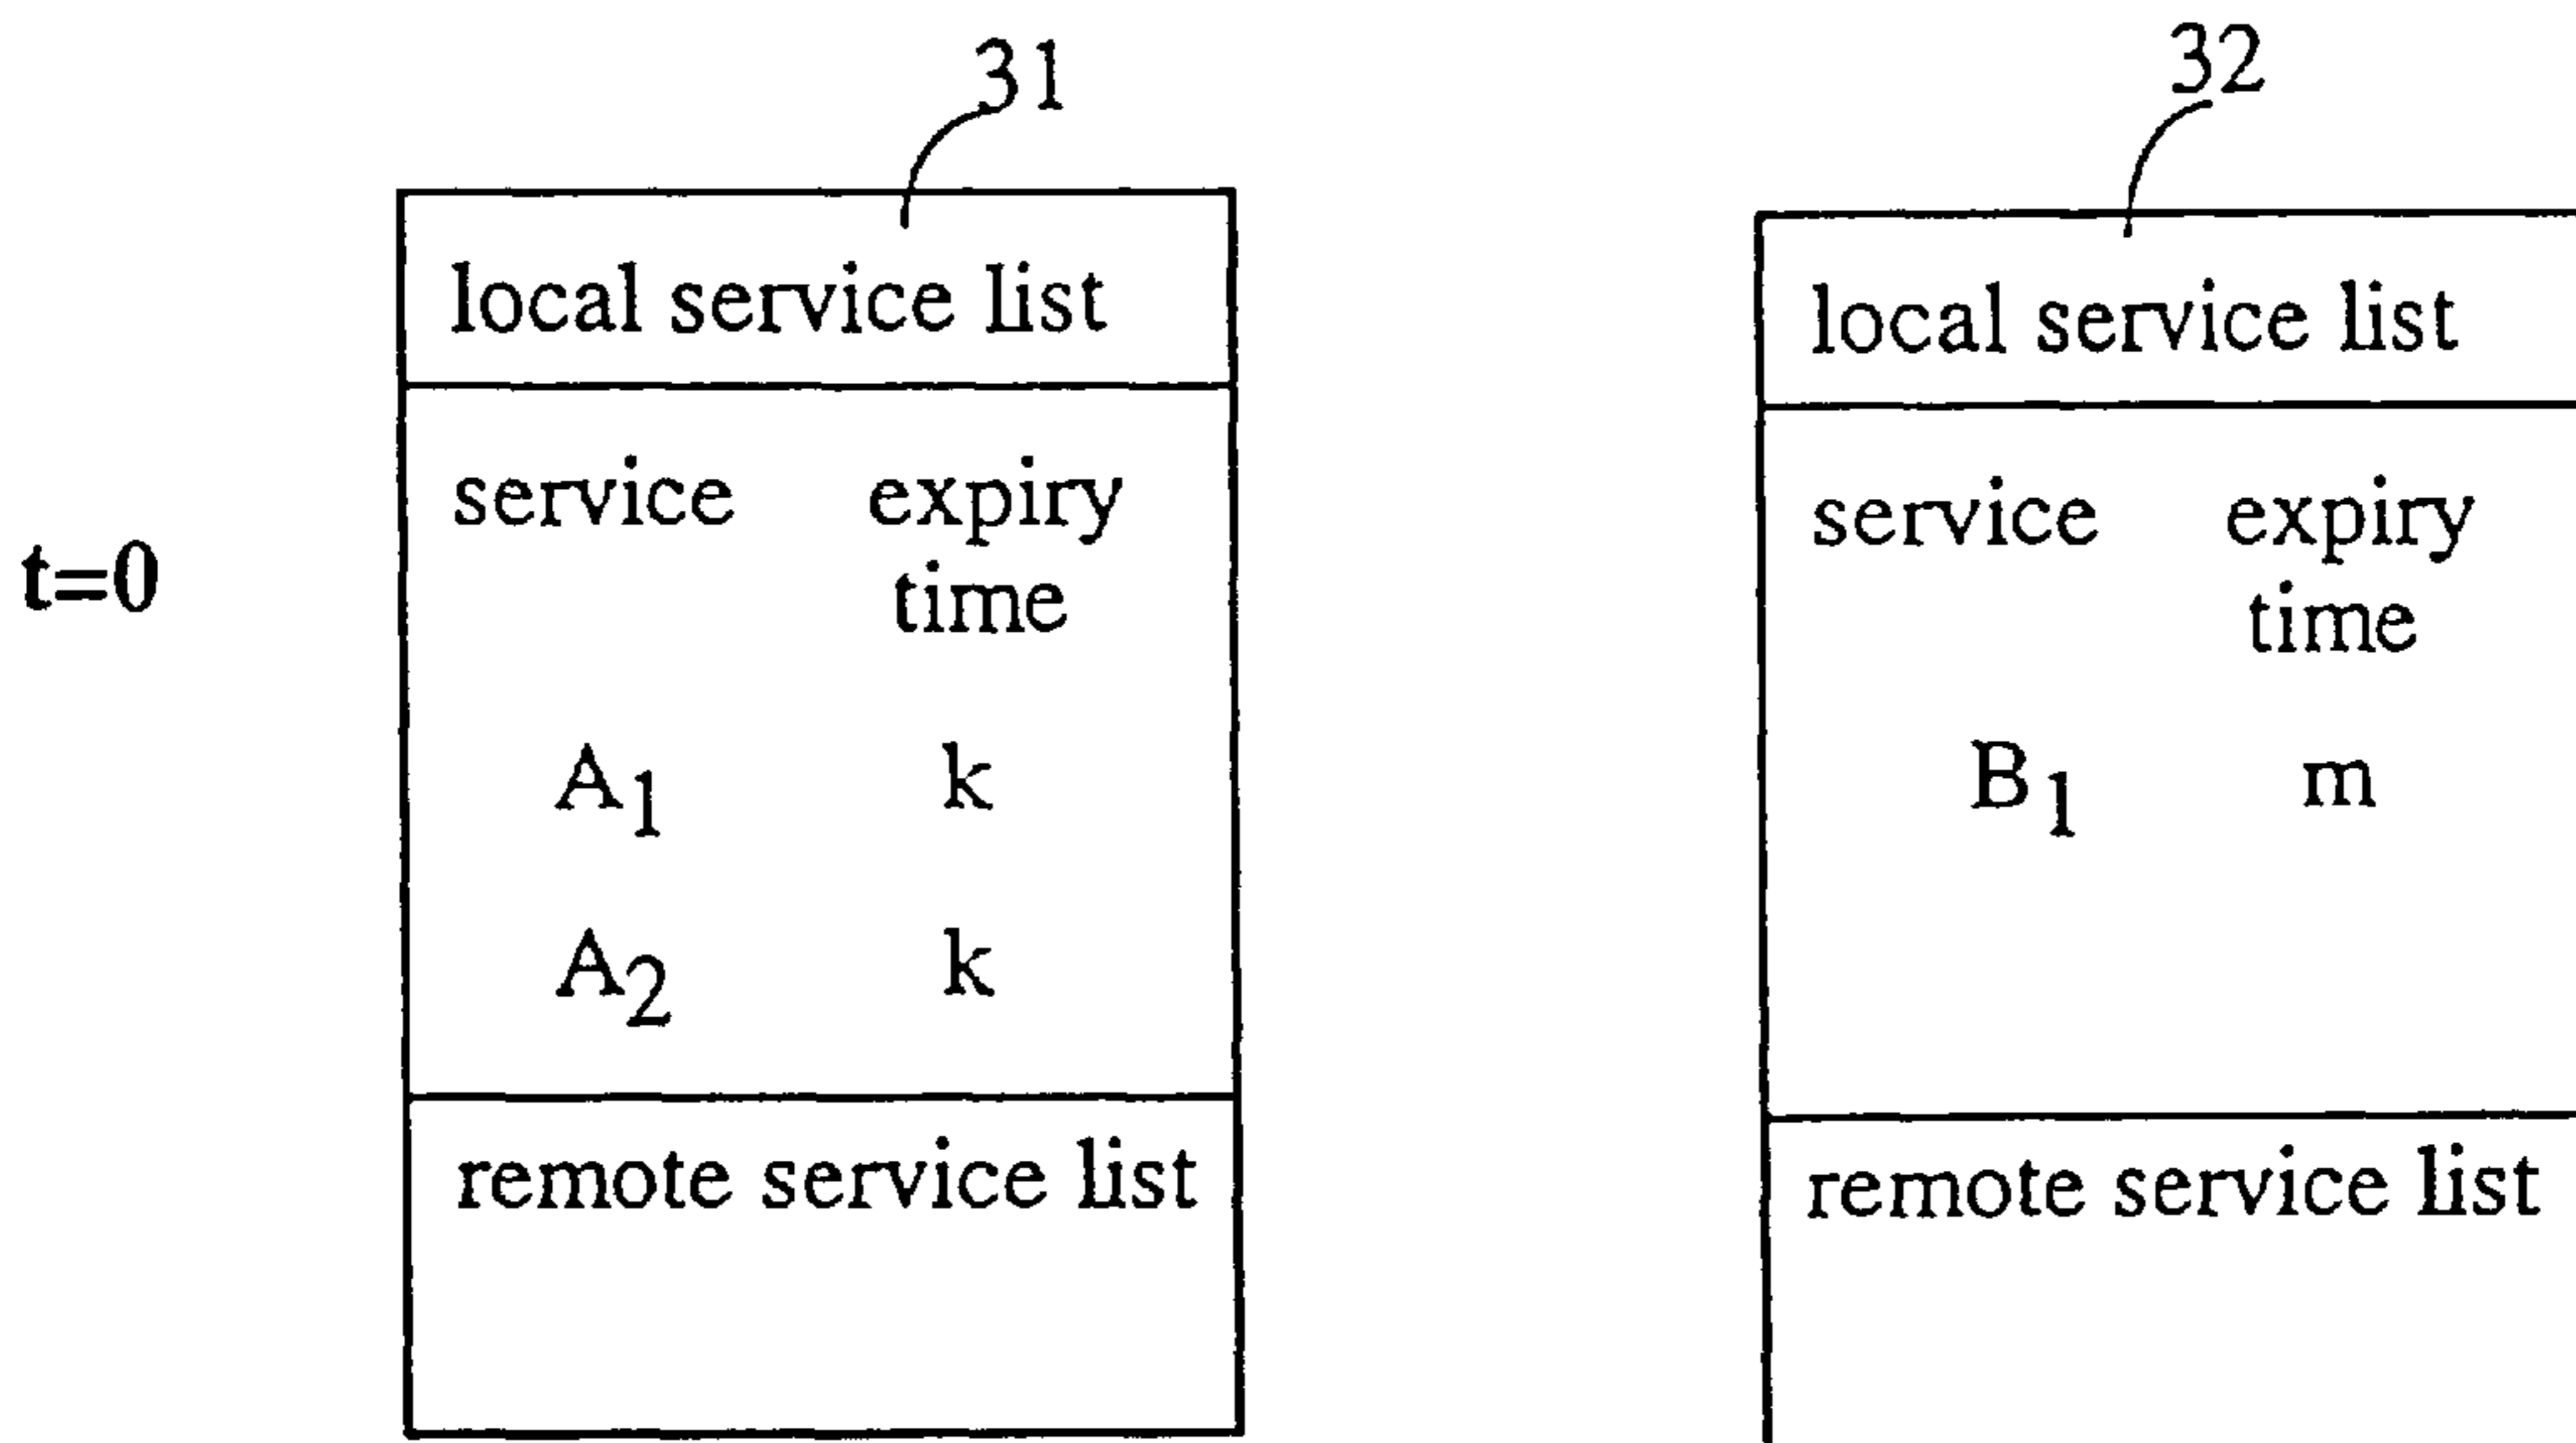 31
local service list
service expiry
time
A1 k
A2 k
remote service list
t=0
32
local service list
service expiry
time
B1 m
remote service list